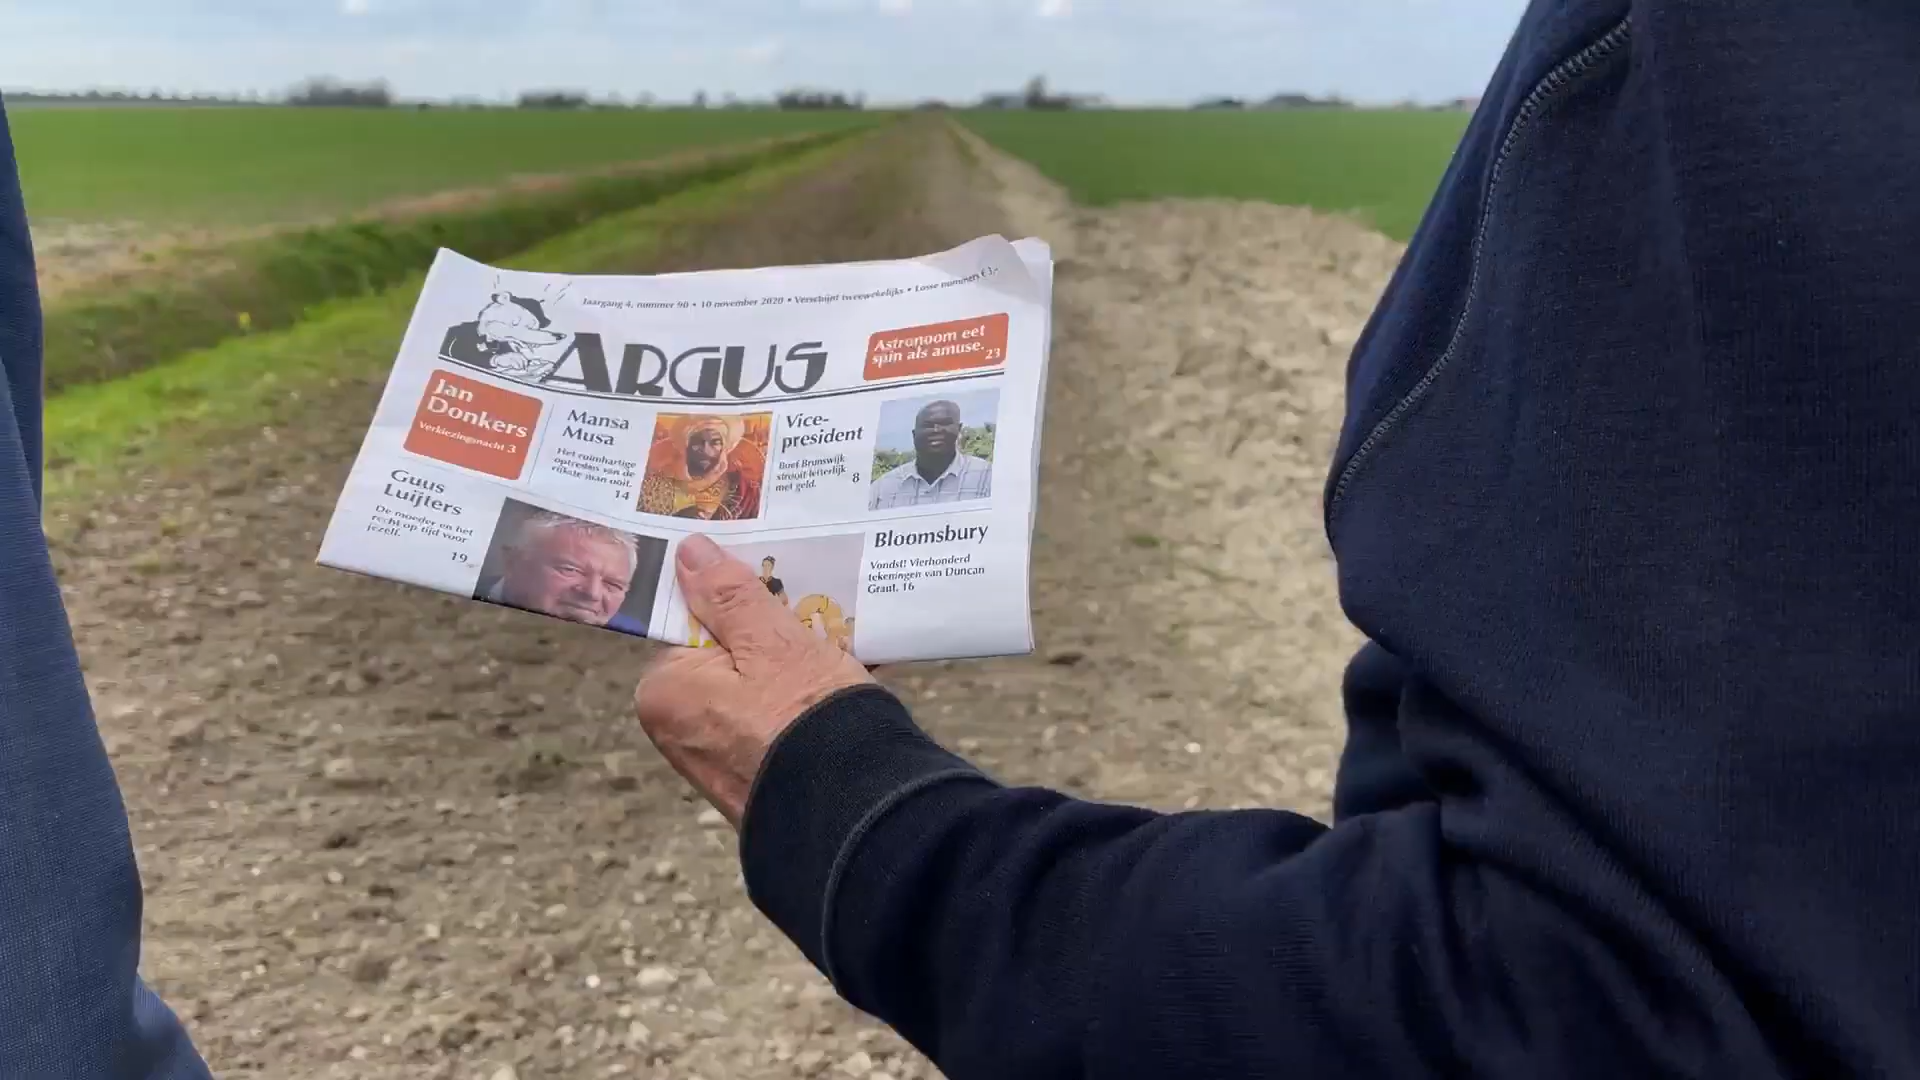 Jaargang 4, nummer 90 • 10 november 2020 • Verschijnt tweewekelijks • Losse nummers €3,-
ARGUS
Astronoom eet
spin als amuse. 23
Jan
Donkers
Verkiezingsnacht 3
Mansa
Musa
Het ruimhartige
optreden van de
rijkste man ooit.
14
Vice-
president
Boef Brunswijk
strooit letterlijk
met geld. 8
Guus
Luijters
De moeder en het
recht op tijd voor
jezelf.
19
Bloomsbury
Vondst! Vierhonderd
tekeningen van Duncan
Grant. 16